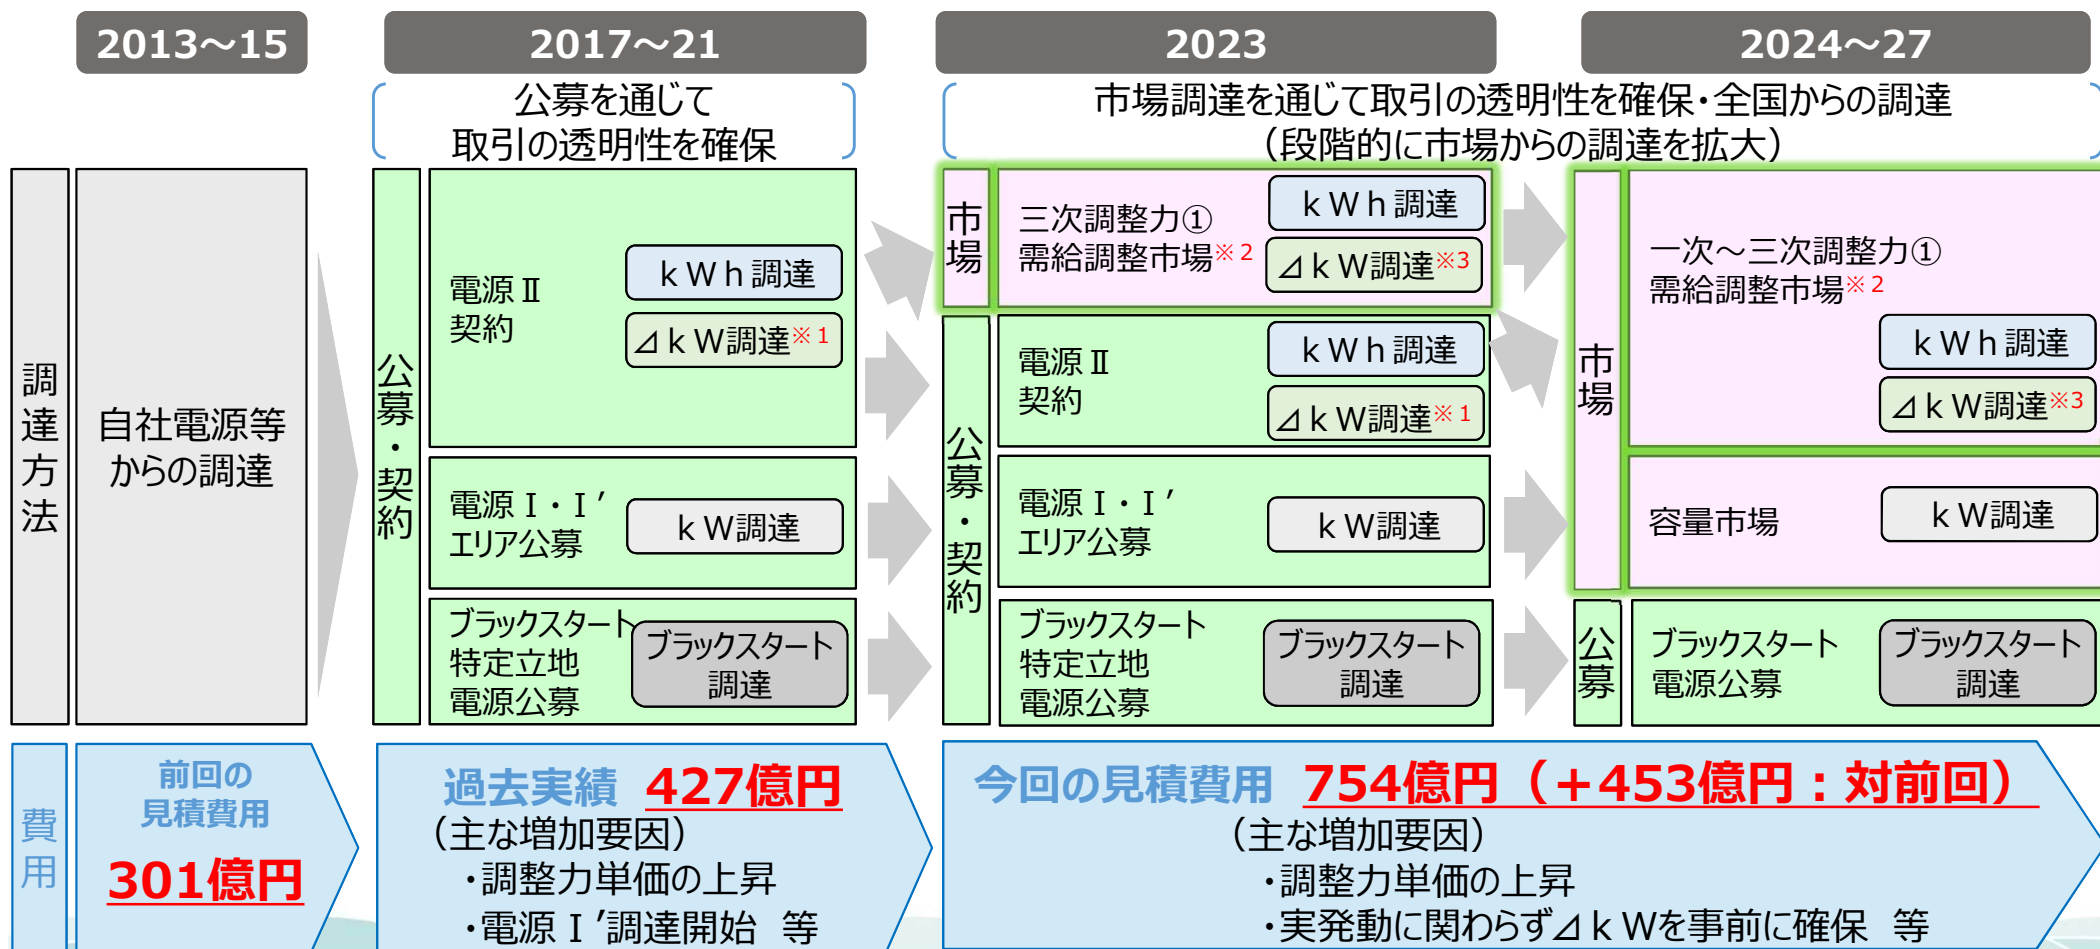 2013～15
2017～21
2023
2024～27
公募を通じて
取引の透明性を確保
市場調達を通じて取引の透明性を確保・全国からの調達
（段階的に市場からの調達を拡大）
調達方法
自社電源等
からの調達
公募・契約
電源Ⅱ
契約
ｋＷｈ調達
⊿ｋＷ調達※1
電源Ⅰ・Ⅰ’
エリア公募
ｋＷ調達
ブラックスタート
特定立地
電源公募
ブラックスタート
調達
市場
三次調整力①
需給調整市場※2
ｋＷｈ調達
⊿ｋＷ調達※3
公募・契約
電源Ⅱ
契約
ｋＷｈ調達
⊿ｋＷ調達※1
電源Ⅰ・Ⅰ’
エリア公募
ｋＷ調達
ブラックスタート
特定立地
電源公募
ブラックスタート
調達
市場
一次～三次調整力①
需給調整市場※2
ｋＷｈ調達
⊿ｋＷ調達※3
容量市場
ｋＷ調達
公募
ブラックスタート
電源公募
ブラックスタート
調達
費用
前回の
見積費用
301億円
過去実績 427億円
（主な増加要因）
・調整力単価の上昇
・電源Ⅰ’調達開始　等
今回の見積費用 754億円（＋453億円：対前回）
（主な増加要因）
・調整力単価の上昇
・実発動に関わらず⊿ｋＷを事前に確保　等